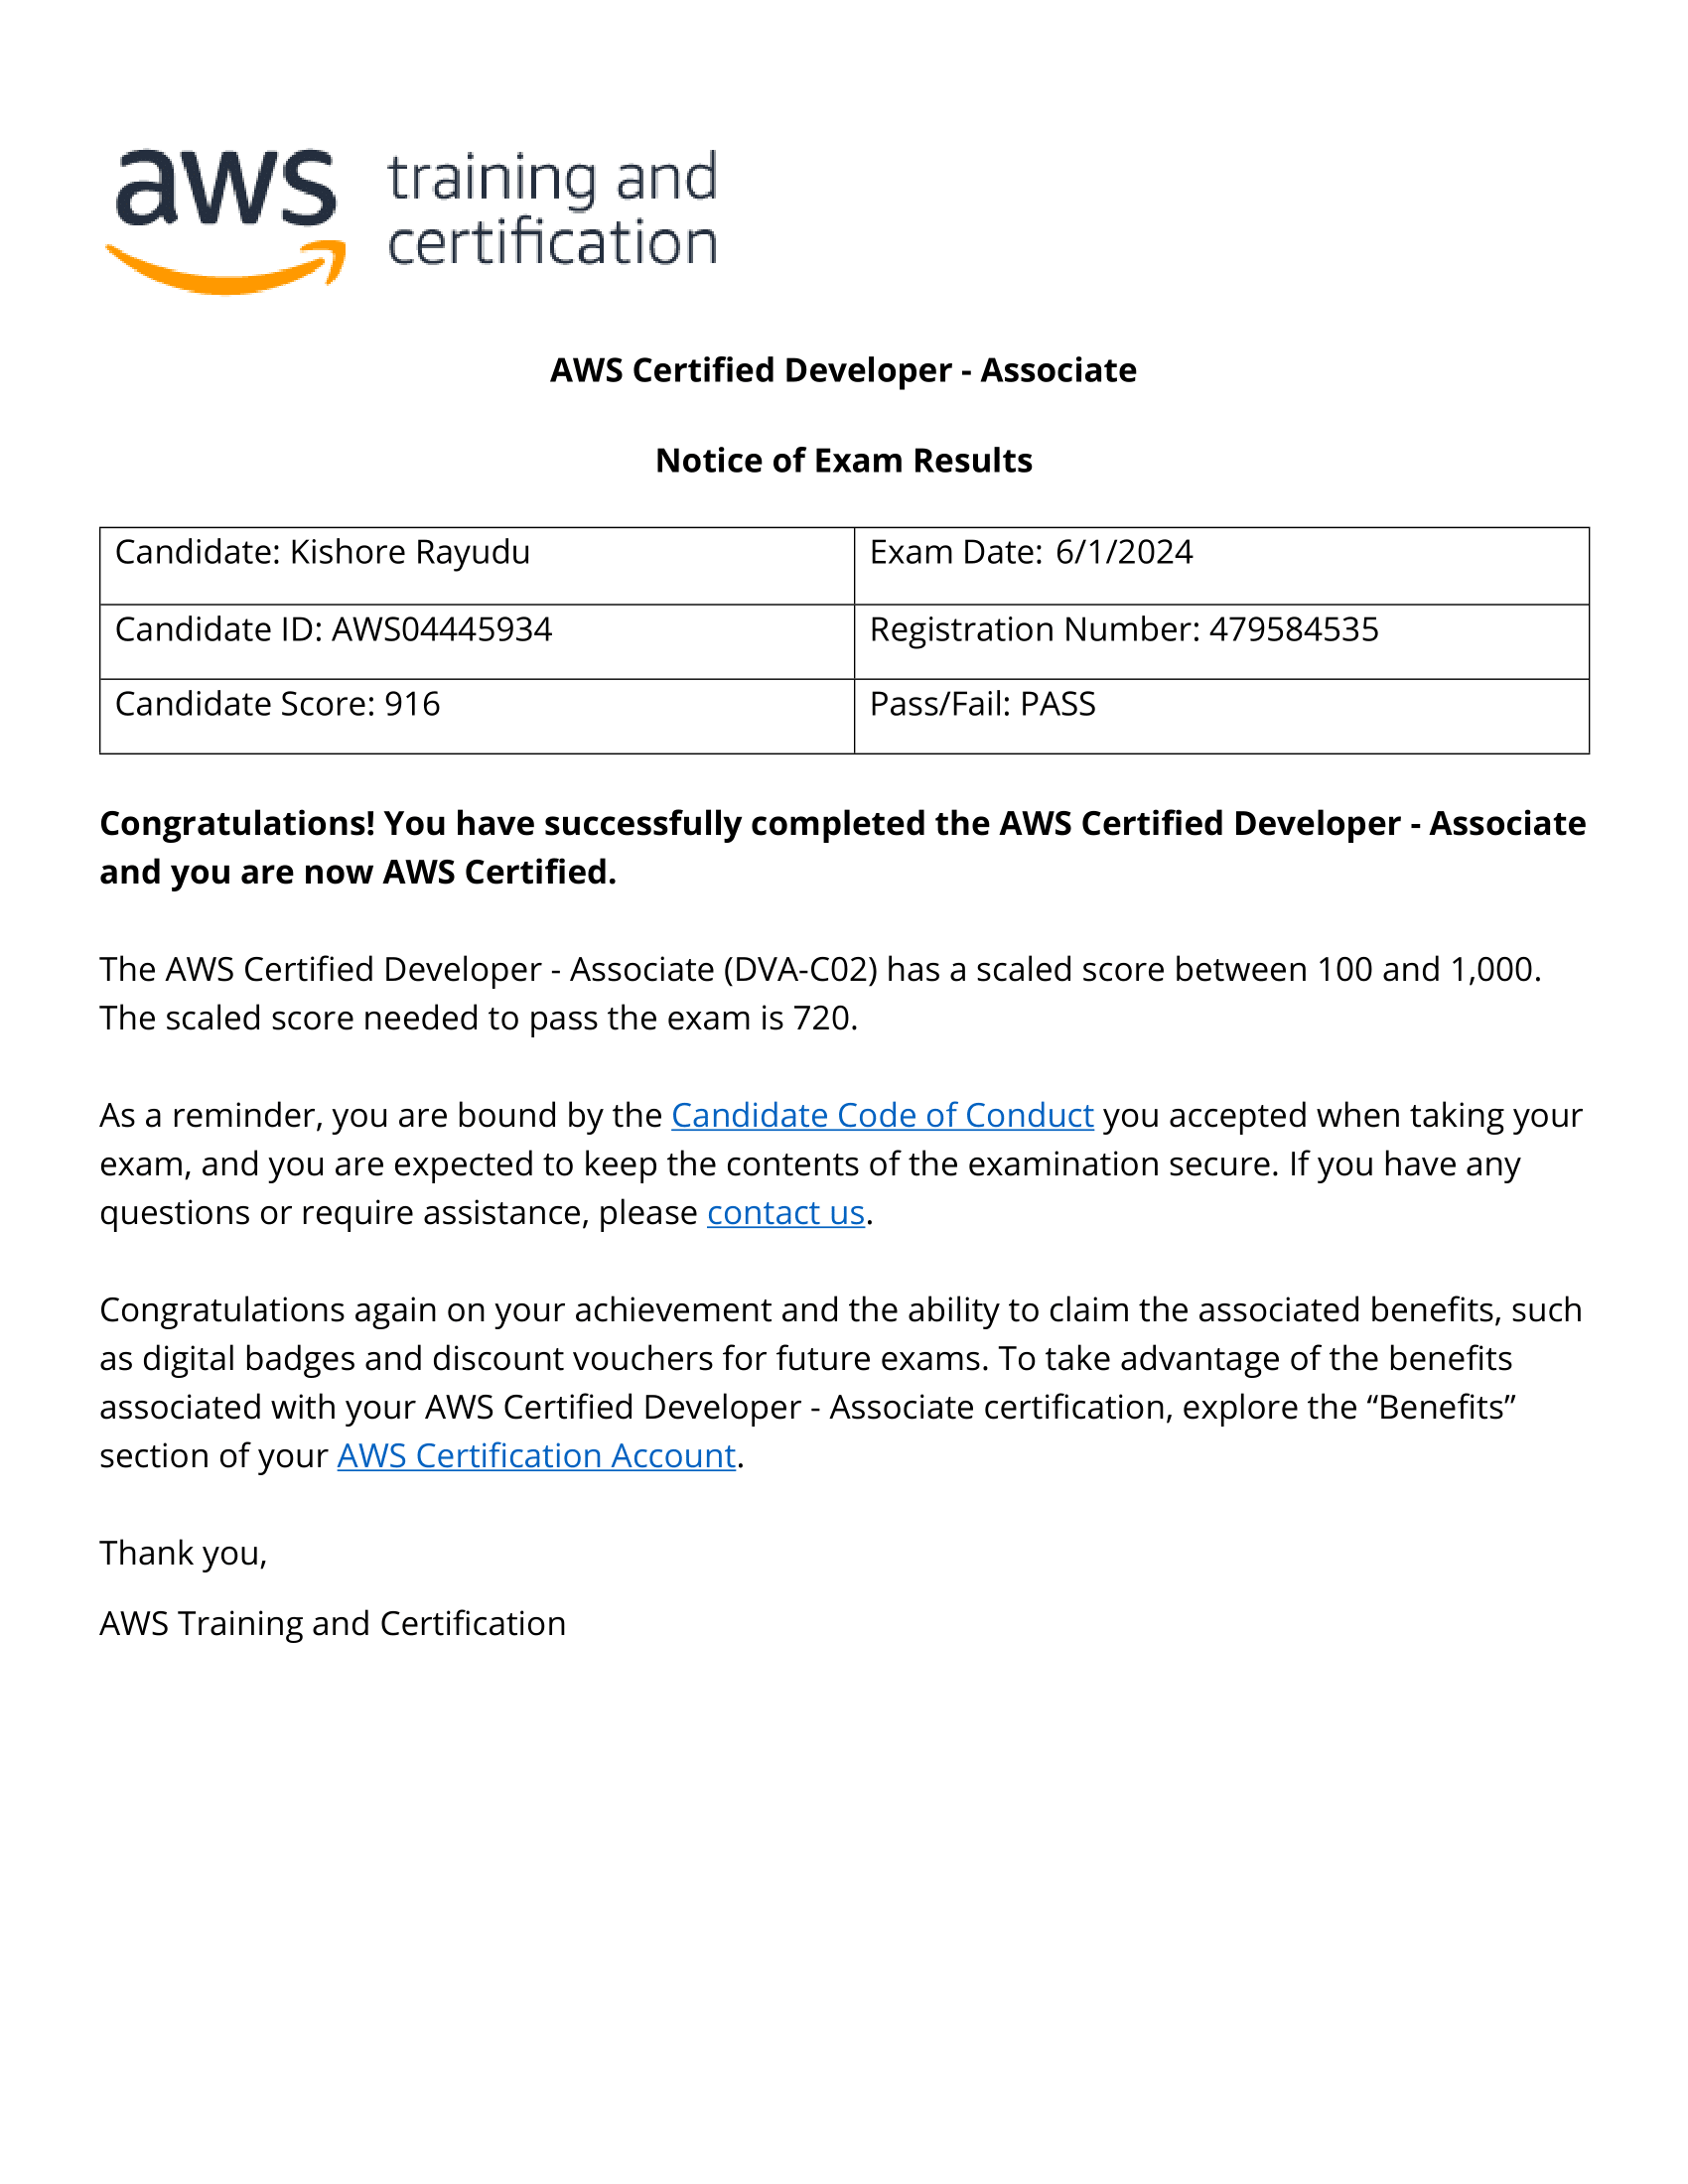 aws training and
certification
AWS Certified Developer - Associate
Notice of Exam Results
Candidate: Kishore Rayudu
Exam Date: 6/1/2024
Candidate ID: AWS04445934
Registration Number: 479584535
Candidate Score: 916
Pass/Fail: PASS
Congratulations! You have successfully completed the AWS Certified Developer - Associate
and you are now AWS Certified.
The AWS Certified Developer - Associate (DVA-C02) has a scaled score between 100 and 1,000.
The scaled score needed to pass the exam is 720.
As a reminder, you are bound by the Candidate Code of Conduct you accepted when taking your
exam, and you are expected to keep the contents of the examination secure. If you have any
questions or require assistance, please contact us.
Congratulations again on your achievement and the ability to claim the associated benefits, such
as digital badges and discount vouchers for future exams. To take advantage of the benefits
associated with your AWS Certified Developer - Associate certification, explore the “Benefits”
section of your AWS Certification Account.
Thank you,
AWS Training and Certification